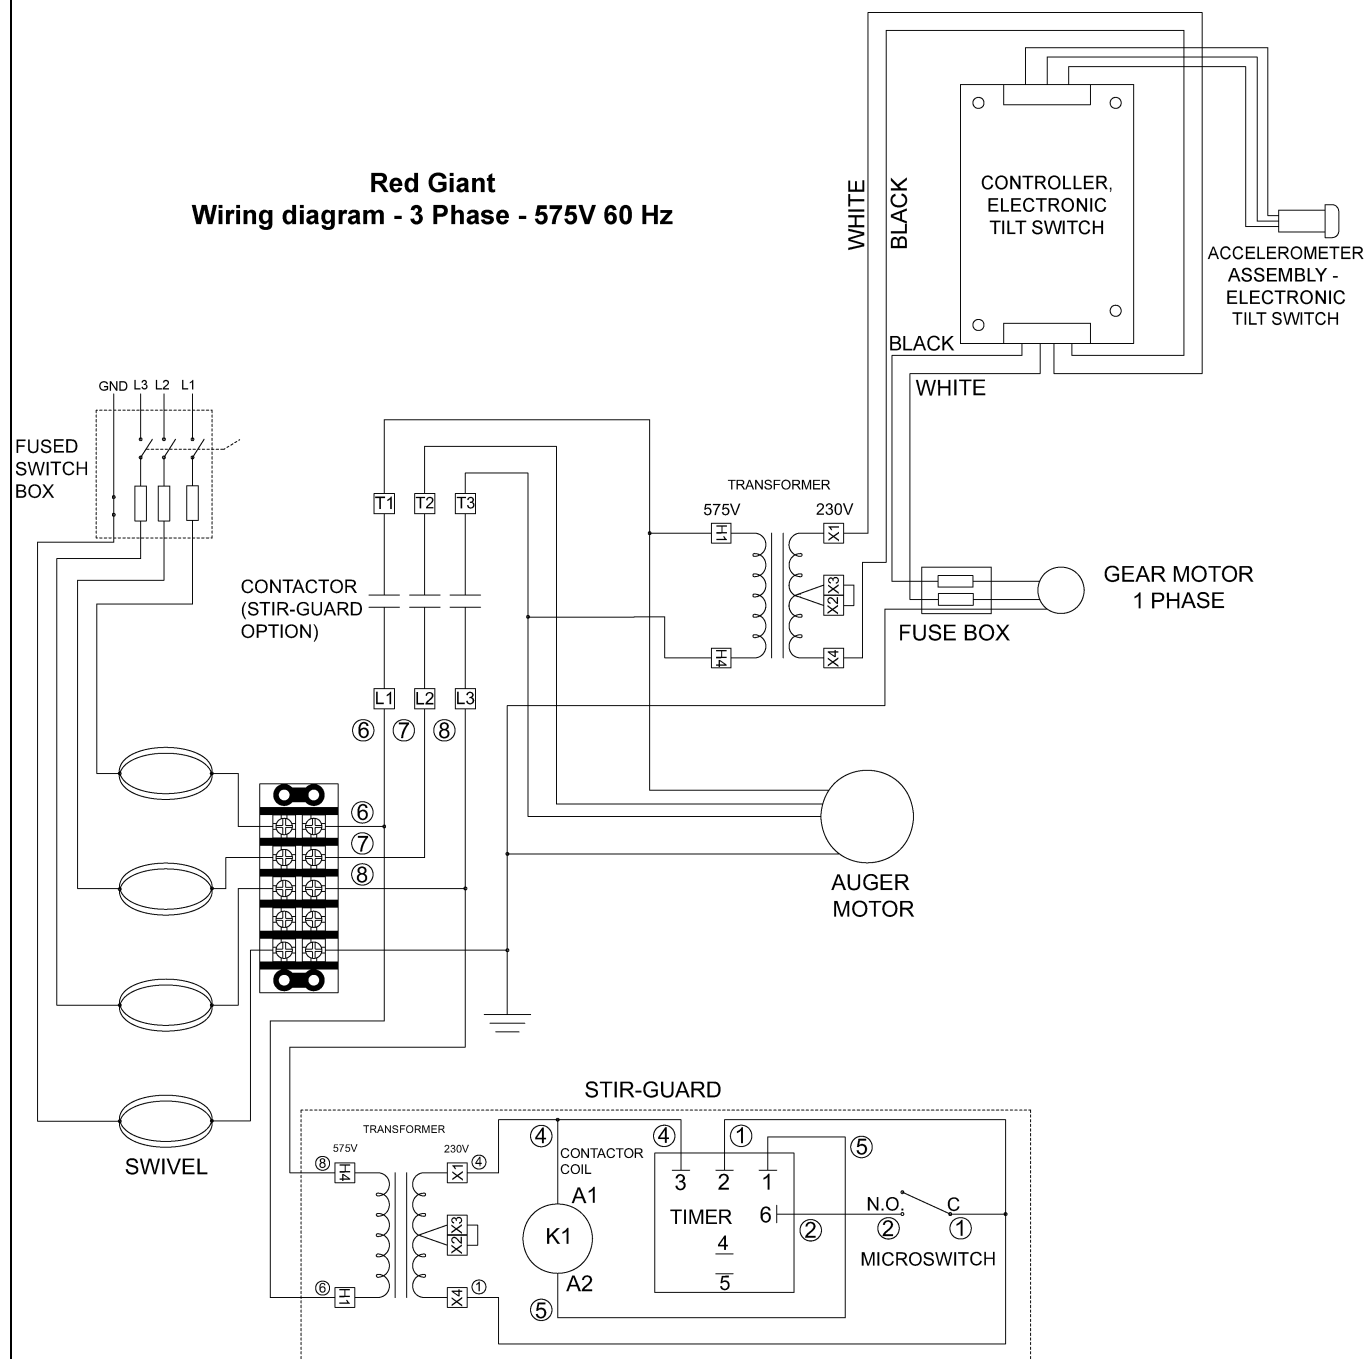 Red Giant
Wiring diagram - 3 Phase - 575V 60 Hz
WHITE
BLACK
CONTROLLER,
ELECTRONIC
TILT SWITCH
ACCELEROMETER
ASSEMBLY -
ELECTRONIC
TILT SWITCH
BLACK
WHITE
GND L3 L2 L1
FUSED
SWITCH
BOX
T1 T2 T3
TRANSFORMER
575V 230V
H1 X1
X3
X2
H4 X4
CONTACTOR
(STIR-GUARD
OPTION)
GEAR MOTOR
1 PHASE
FUSE BOX
L1 L2 L3
6 7 8
6
7
8
AUGER
MOTOR
SWIVEL
STIR-GUARD
TRANSFORMER
575V 230V
8 H4 X1 4
X3
X2
6 H1 X4 1
4
CONTACTOR
COIL
A1
K1
A2
5
4 1 5
3 2 1
TIMER 6
4
5
2
N.O. C
2 1
MICROSWITCH